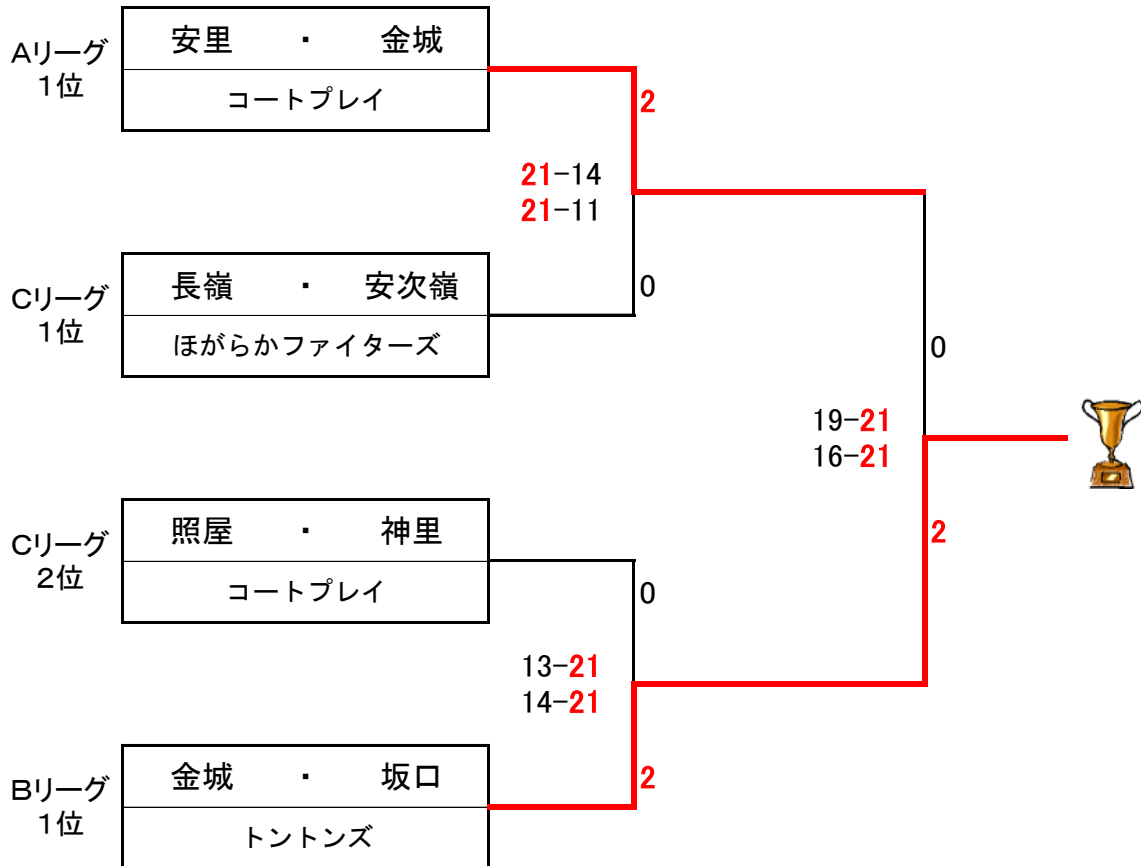 Aリーグ
1位
安里 ・ 金城
コートプレイ
2
21-14
21-11
Cリーグ
1位
長嶺 ・ 安次嶺
ほがらかファイターズ
0
0
19-21
16-21
Cリーグ
2位
照屋 ・ 神里
コートプレイ
0
2
13-21
14-21
Bリーグ
1位
金城 ・ 坂口
トントンズ
2